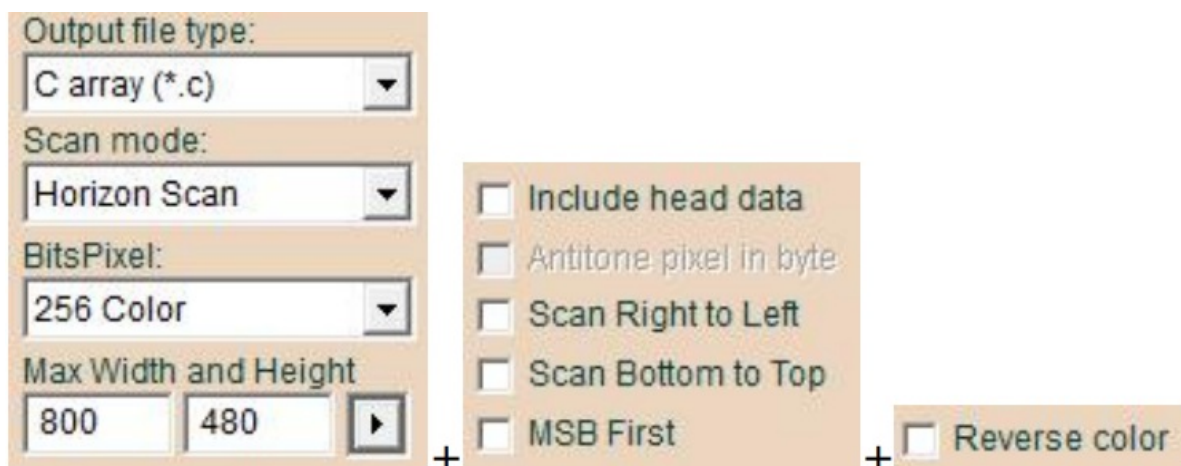 Output file type:
C array (*.c)
Scan mode:
Horizon Scan
BitsPixel:
256 Color
Max Width and Height
800 480
+
Include head data
Antitone pixel in byte
Scan Right to Left
Scan Bottom to Top
MSB First
+
Reverse color